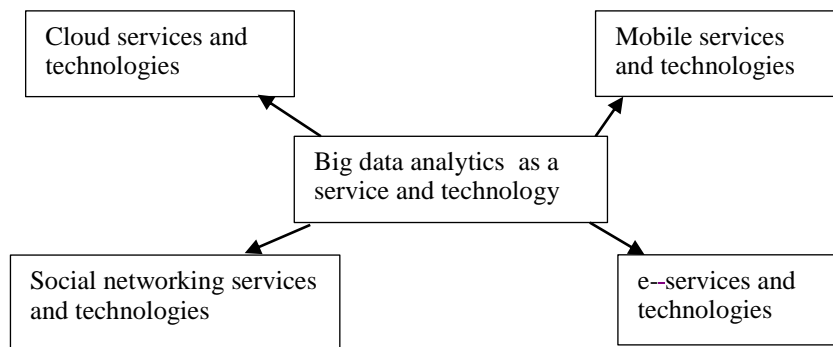 Cloud services and
technologies
Mobile services
and technologies
Big data analytics  as a
service and technology
Social networking services
and technologies
e--services and
technologies